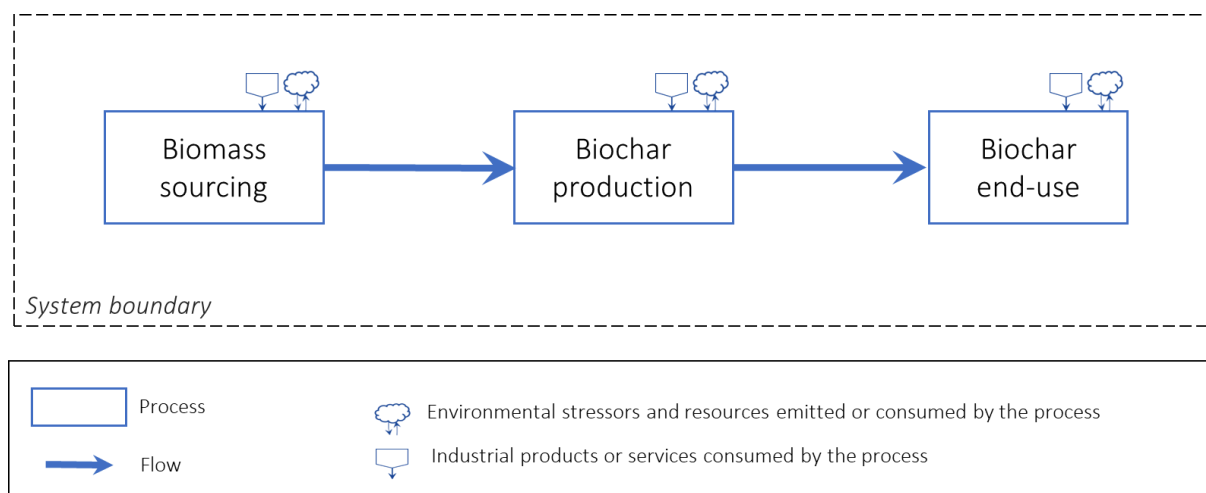 Biomass
sourcing
Biochar
production
Biochar
end-use
System boundary
Process
Environmental stressors and resources emitted or consumed by the process
Flow
Industrial products or services consumed by the process